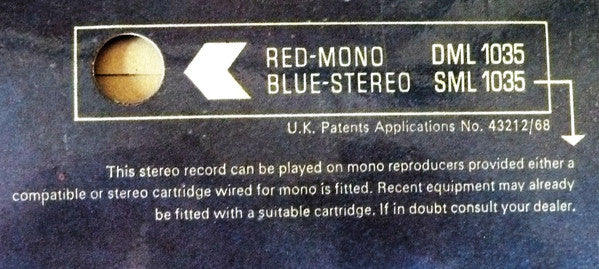 RED-MONO DML 1035
BLUE-STEREO SML 1035
U.K. Patents Applications No. 43212/68
This stereo record can be played on mono reproducers provided either a
compatible or stereo cartridge wired for mono is fitted. Recent equipment may already
be fitted with a suitable cartridge. If in doubt consult your dealer.